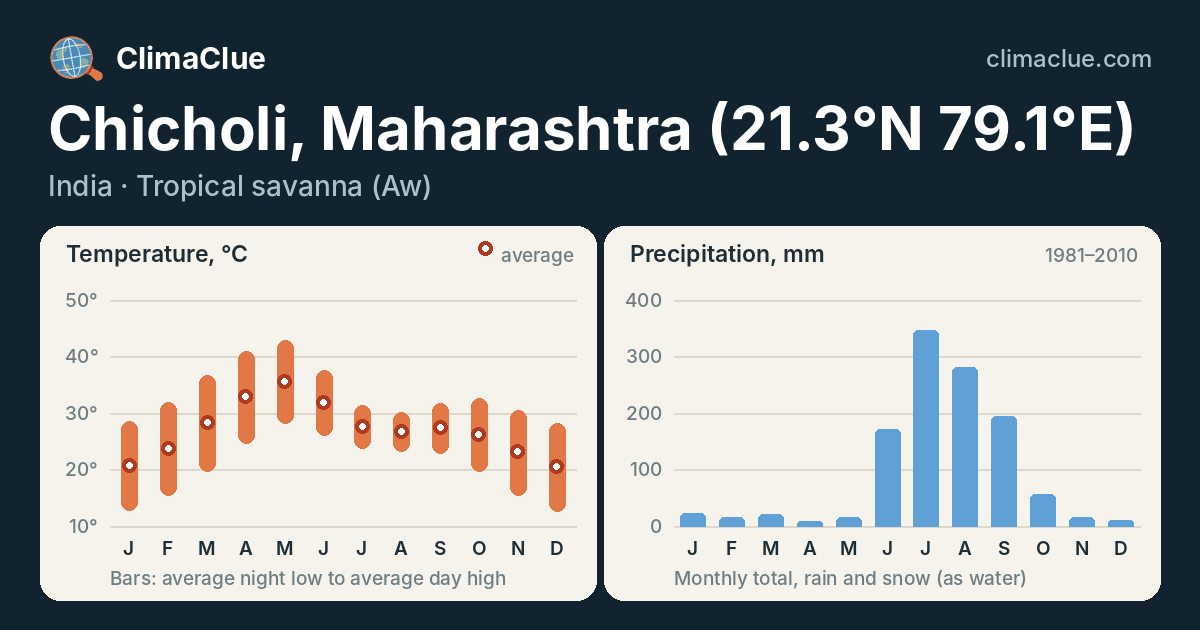 ClimaClue
climaclue.com
Chicholi, Maharashtra (21.3°N 79.1°E)
India · Tropical savanna (Aw)
Temperature, °C
average
50°
40°
30°
20°
10°
J F M A M J J A S O N D
Bars: average night low to average day high
Precipitation, mm
1981–2010
400
300
200
100
0
J F M A M J J A S O N D
Monthly total, rain and snow (as water)